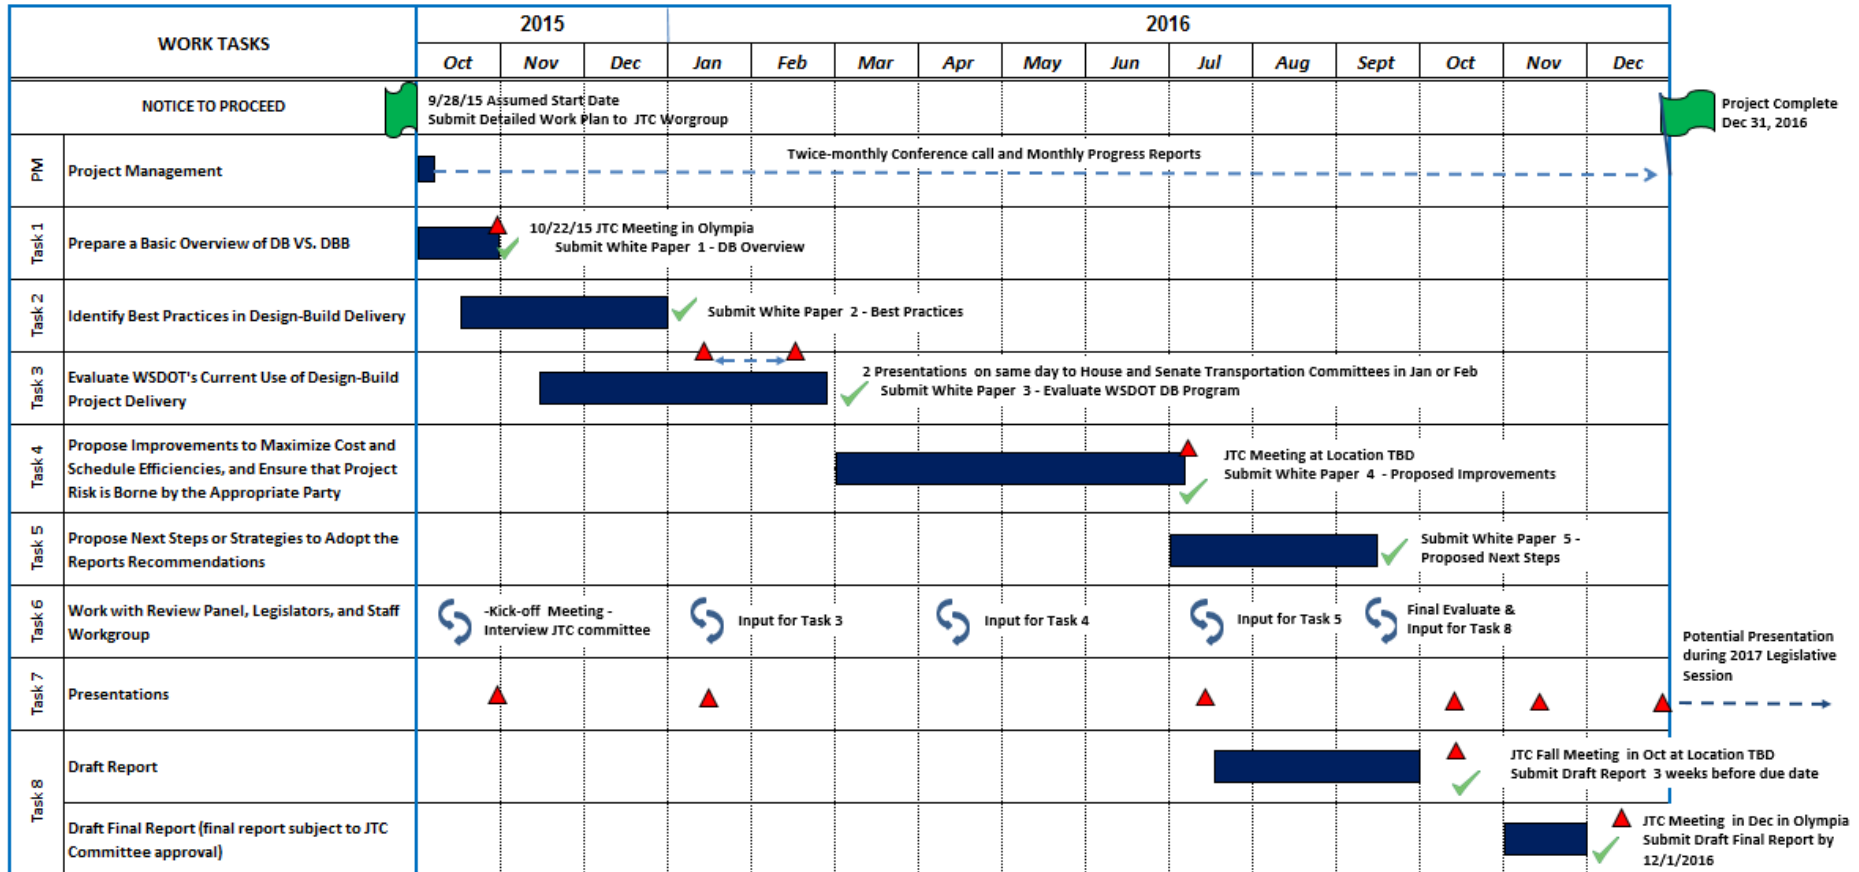 WORK TASKS
2015
2016
Oct
Nov
Dec
Jan
Feb
Mar
Apr
May
Jun
Jul
Aug
Sept
Oct
Nov
Dec
NOTICE TO PROCEED
9/28/15 Assumed Start Date
Submit Detailed Work Plan to JTC Worgroup
Project Complete
Dec 31, 2016
PM
Project Management
Twice-monthly Conference call and Monthly Progress Reports
Task 1
Prepare a Basic Overview of DB VS. DBB
10/22/15 JTC Meeting in Olympia
Submit White Paper 1 - DB Overview
Task 2
Identify Best Practices in Design-Build Delivery
Submit White Paper 2 - Best Practices
Task 3
Evaluate WSDOT's Current Use of Design-Build
Project Delivery
2 Presentations on same day to House and Senate Transportation Committees in Jan or Feb
Submit White Paper 3 - Evaluate WSDOT DB Program
Task 4
Propose Improvements to Maximize Cost and
Schedule Efficiencies, and Ensure that Project
Risk is Borne by the Appropriate Party
JTC Meeting at Location TBD
Submit White Paper 4 - Proposed Improvements
Task 5
Propose Next Steps or Strategies to Adopt the
Reports Recommendations
Submit White Paper 5 -
Proposed Next Steps
Task 6
Work with Review Panel, Legislators, and Staff
Workgroup
-Kick-off Meeting -
Interview JTC committee
Input for Task 3
Input for Task 4
Input for Task 5
Final Evaluate &
Input for Task 8
Task 7
Presentations
Potential Presentation
during 2017 Legislative
Session
Task 8
Draft Report
JTC Fall Meeting in Oct at Location TBD
Submit Draft Report 3 weeks before due date
Draft Final Report (final report subject to JTC
Committee approval)
JTC Meeting in Dec in Olympia
Submit Draft Final Report by
12/1/2016